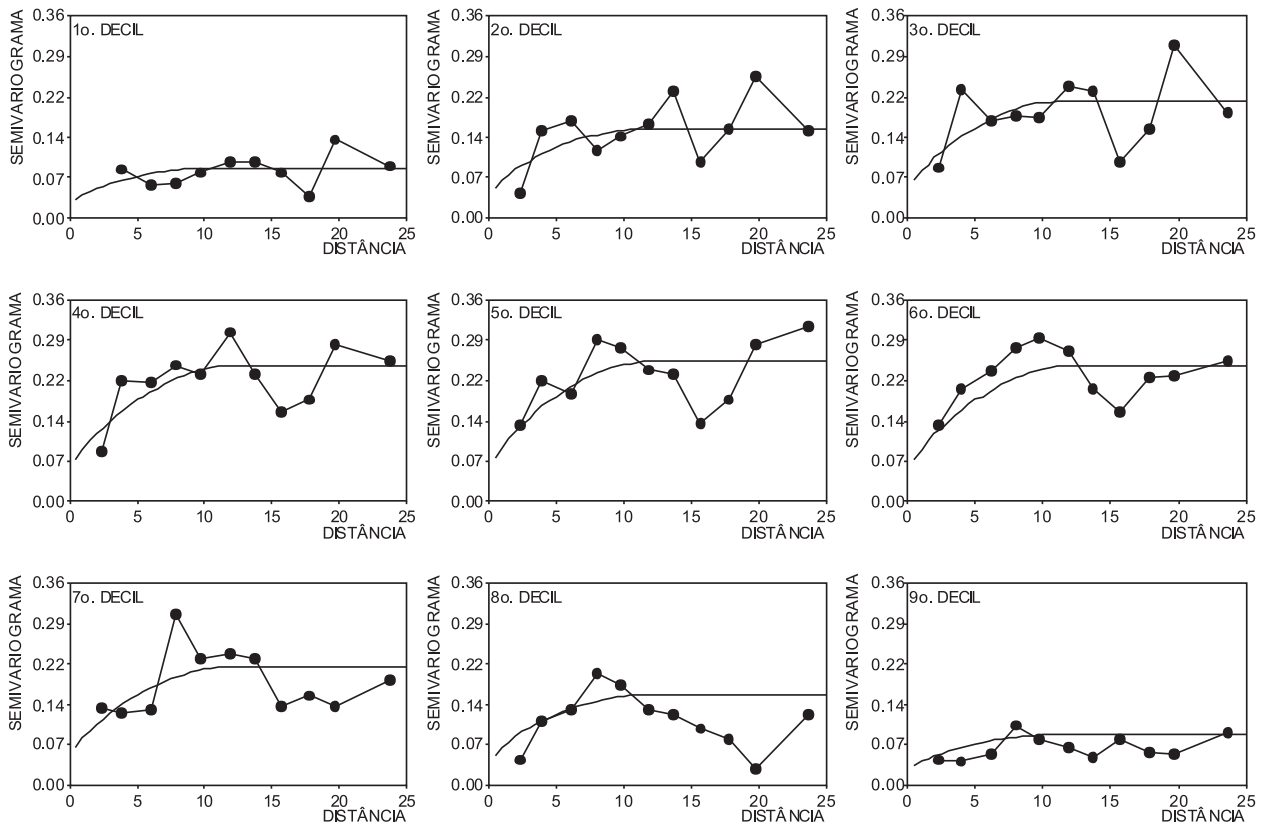 0.36
0.29
0.22
0.14
0.07
0.00
SEMIVARIOGRAMA
1o. DECIL
0 5 10 15 20 25
DISTÂNCIA
0.36
0.29
0.22
0.14
0.07
0.00
SEMIVARIOGRAMA
2o. DECIL
0 5 10 15 20 25
DISTÂNCIA
0.36
0.29
0.22
0.14
0.07
0.00
SEMIVARIOGRAMA
3o. DECIL
0 5 10 15 20 25
DISTÂNCIA
0.36
0.29
0.22
0.14
0.07
0.00
SEMIVARIOGRAMA
4o. DECIL
0 5 10 15 20 25
DISTÂNCIA
0.36
0.29
0.22
0.14
0.07
0.00
SEMIVARIOGRAMA
5o. DECIL
0 5 10 15 20 25
DISTÂNCIA
0.36
0.29
0.22
0.14
0.07
0.00
SEMIVARIOGRAMA
6o. DECIL
0 5 10 15 20 25
DISTÂNCIA
0.36
0.29
0.22
0.14
0.07
0.00
SEMIVARIOGRAMA
7o. DECIL
0 5 10 15 20 25
DISTÂNCIA
0.36
0.29
0.22
0.14
0.07
0.00
SEMIVARIOGRAMA
8o. DECIL
0 5 10 15 20 25
DISTÂNCIA
0.36
0.29
0.22
0.14
0.07
0.00
SEMIVARIOGRAMA
9o. DECIL
0 5 10 15 20 25
DISTÂNCIA